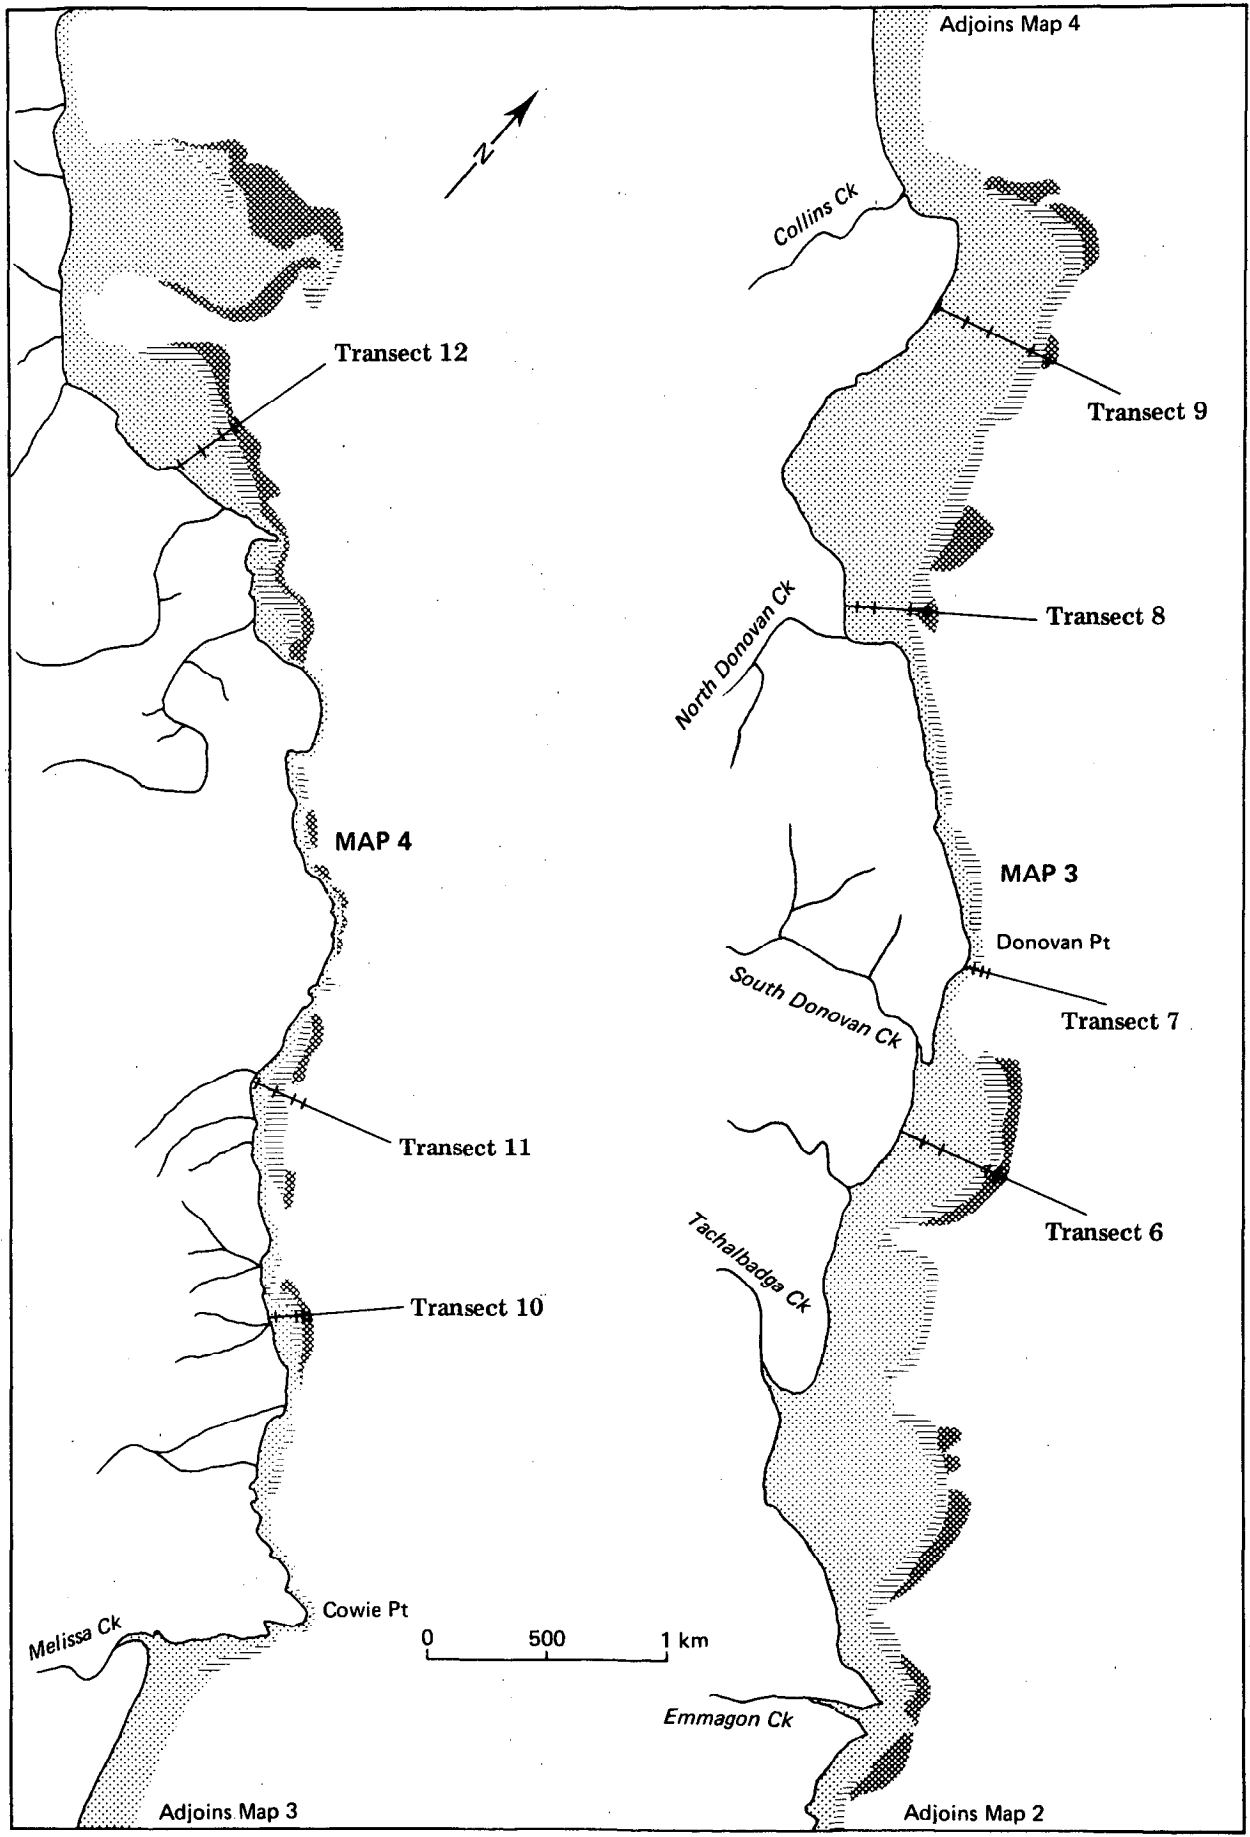 Adjoins Map 4
N
Collins Ck
Transect 12
Transect 9
North Donovan Ck
Transect 8
MAP 4
MAP 3
Donovan Pt
South Donovan Ck
Transect 7
Transect 11
Transect 6
Tachalbadga Ck
Transect 10
Cowie Pt
Melissa Ck
0 500 1 km
Emmagon Ck
Adjoins Map 3
Adjoins Map 2